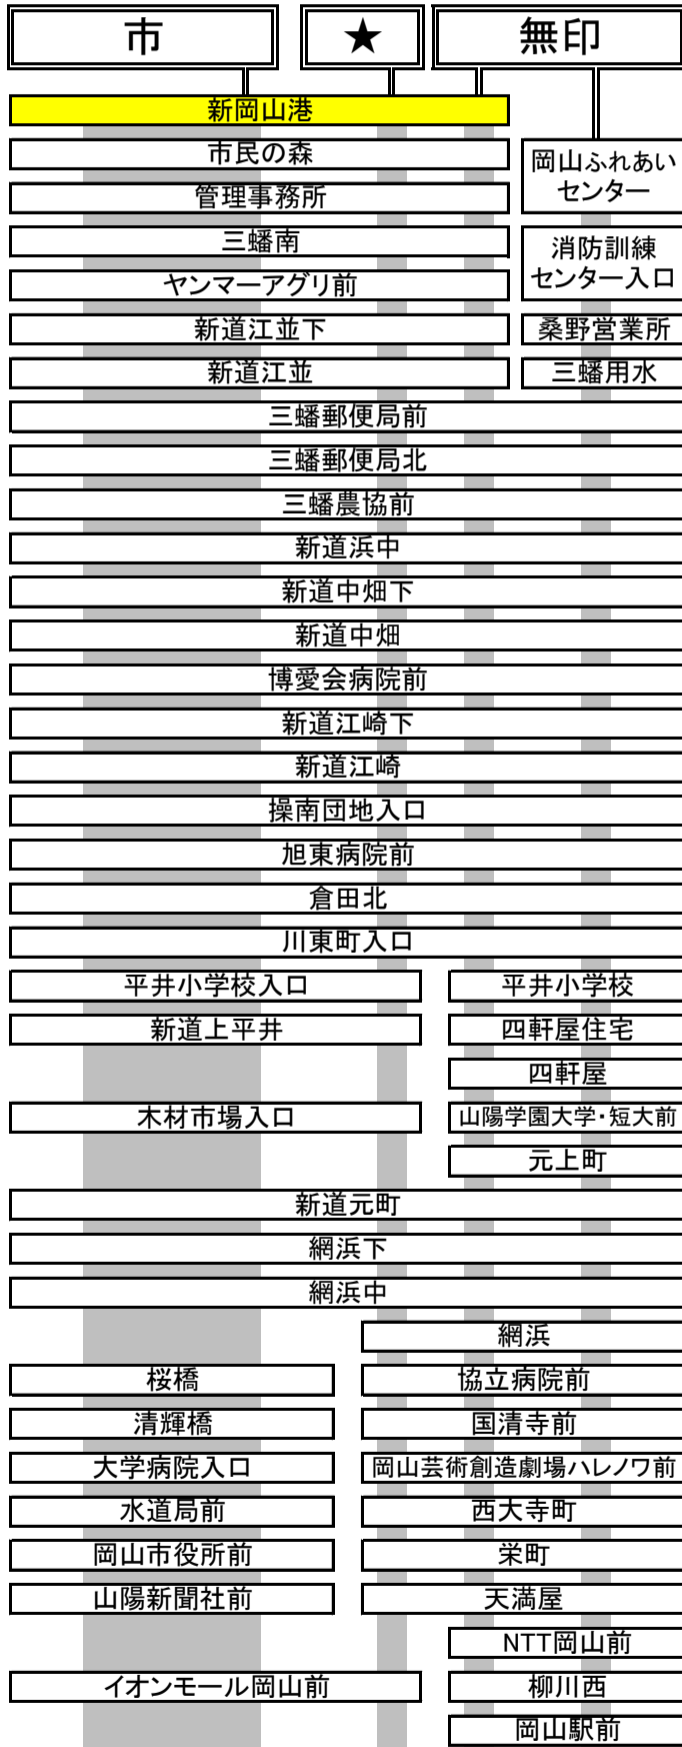 市 ★ 無印
新岡山港
市民の森
岡山ふれあい
センター
管理事務所
三蟠南
消防訓練
センター入口
ヤンマーアグリ前
新道江並下 桑野営業所
新道江並 三蟠用水
三蟠郵便局前
三蟠郵便局北
三蟠農協前
新道浜中
新道中畑下
新道中畑
博愛会病院前
新道江崎下
新道江崎
操南団地入口
旭東病院前
倉田北
川東町入口
平井小学校入口 平井小学校
新道上平井 四軒屋住宅
四軒屋
木材市場入口 山陽学園大学・短大前
元上町
新道元町
網浜下
網浜中
網浜
桜橋 協立病院前
清輝橋 国清寺前
大学病院入口 岡山芸術創造劇場ハレノワ前
水道局前 西大寺町
岡山市役所前 栄町
山陽新聞社前 天満屋
NTT岡山前
イオンモール岡山前 柳川西
岡山駅前